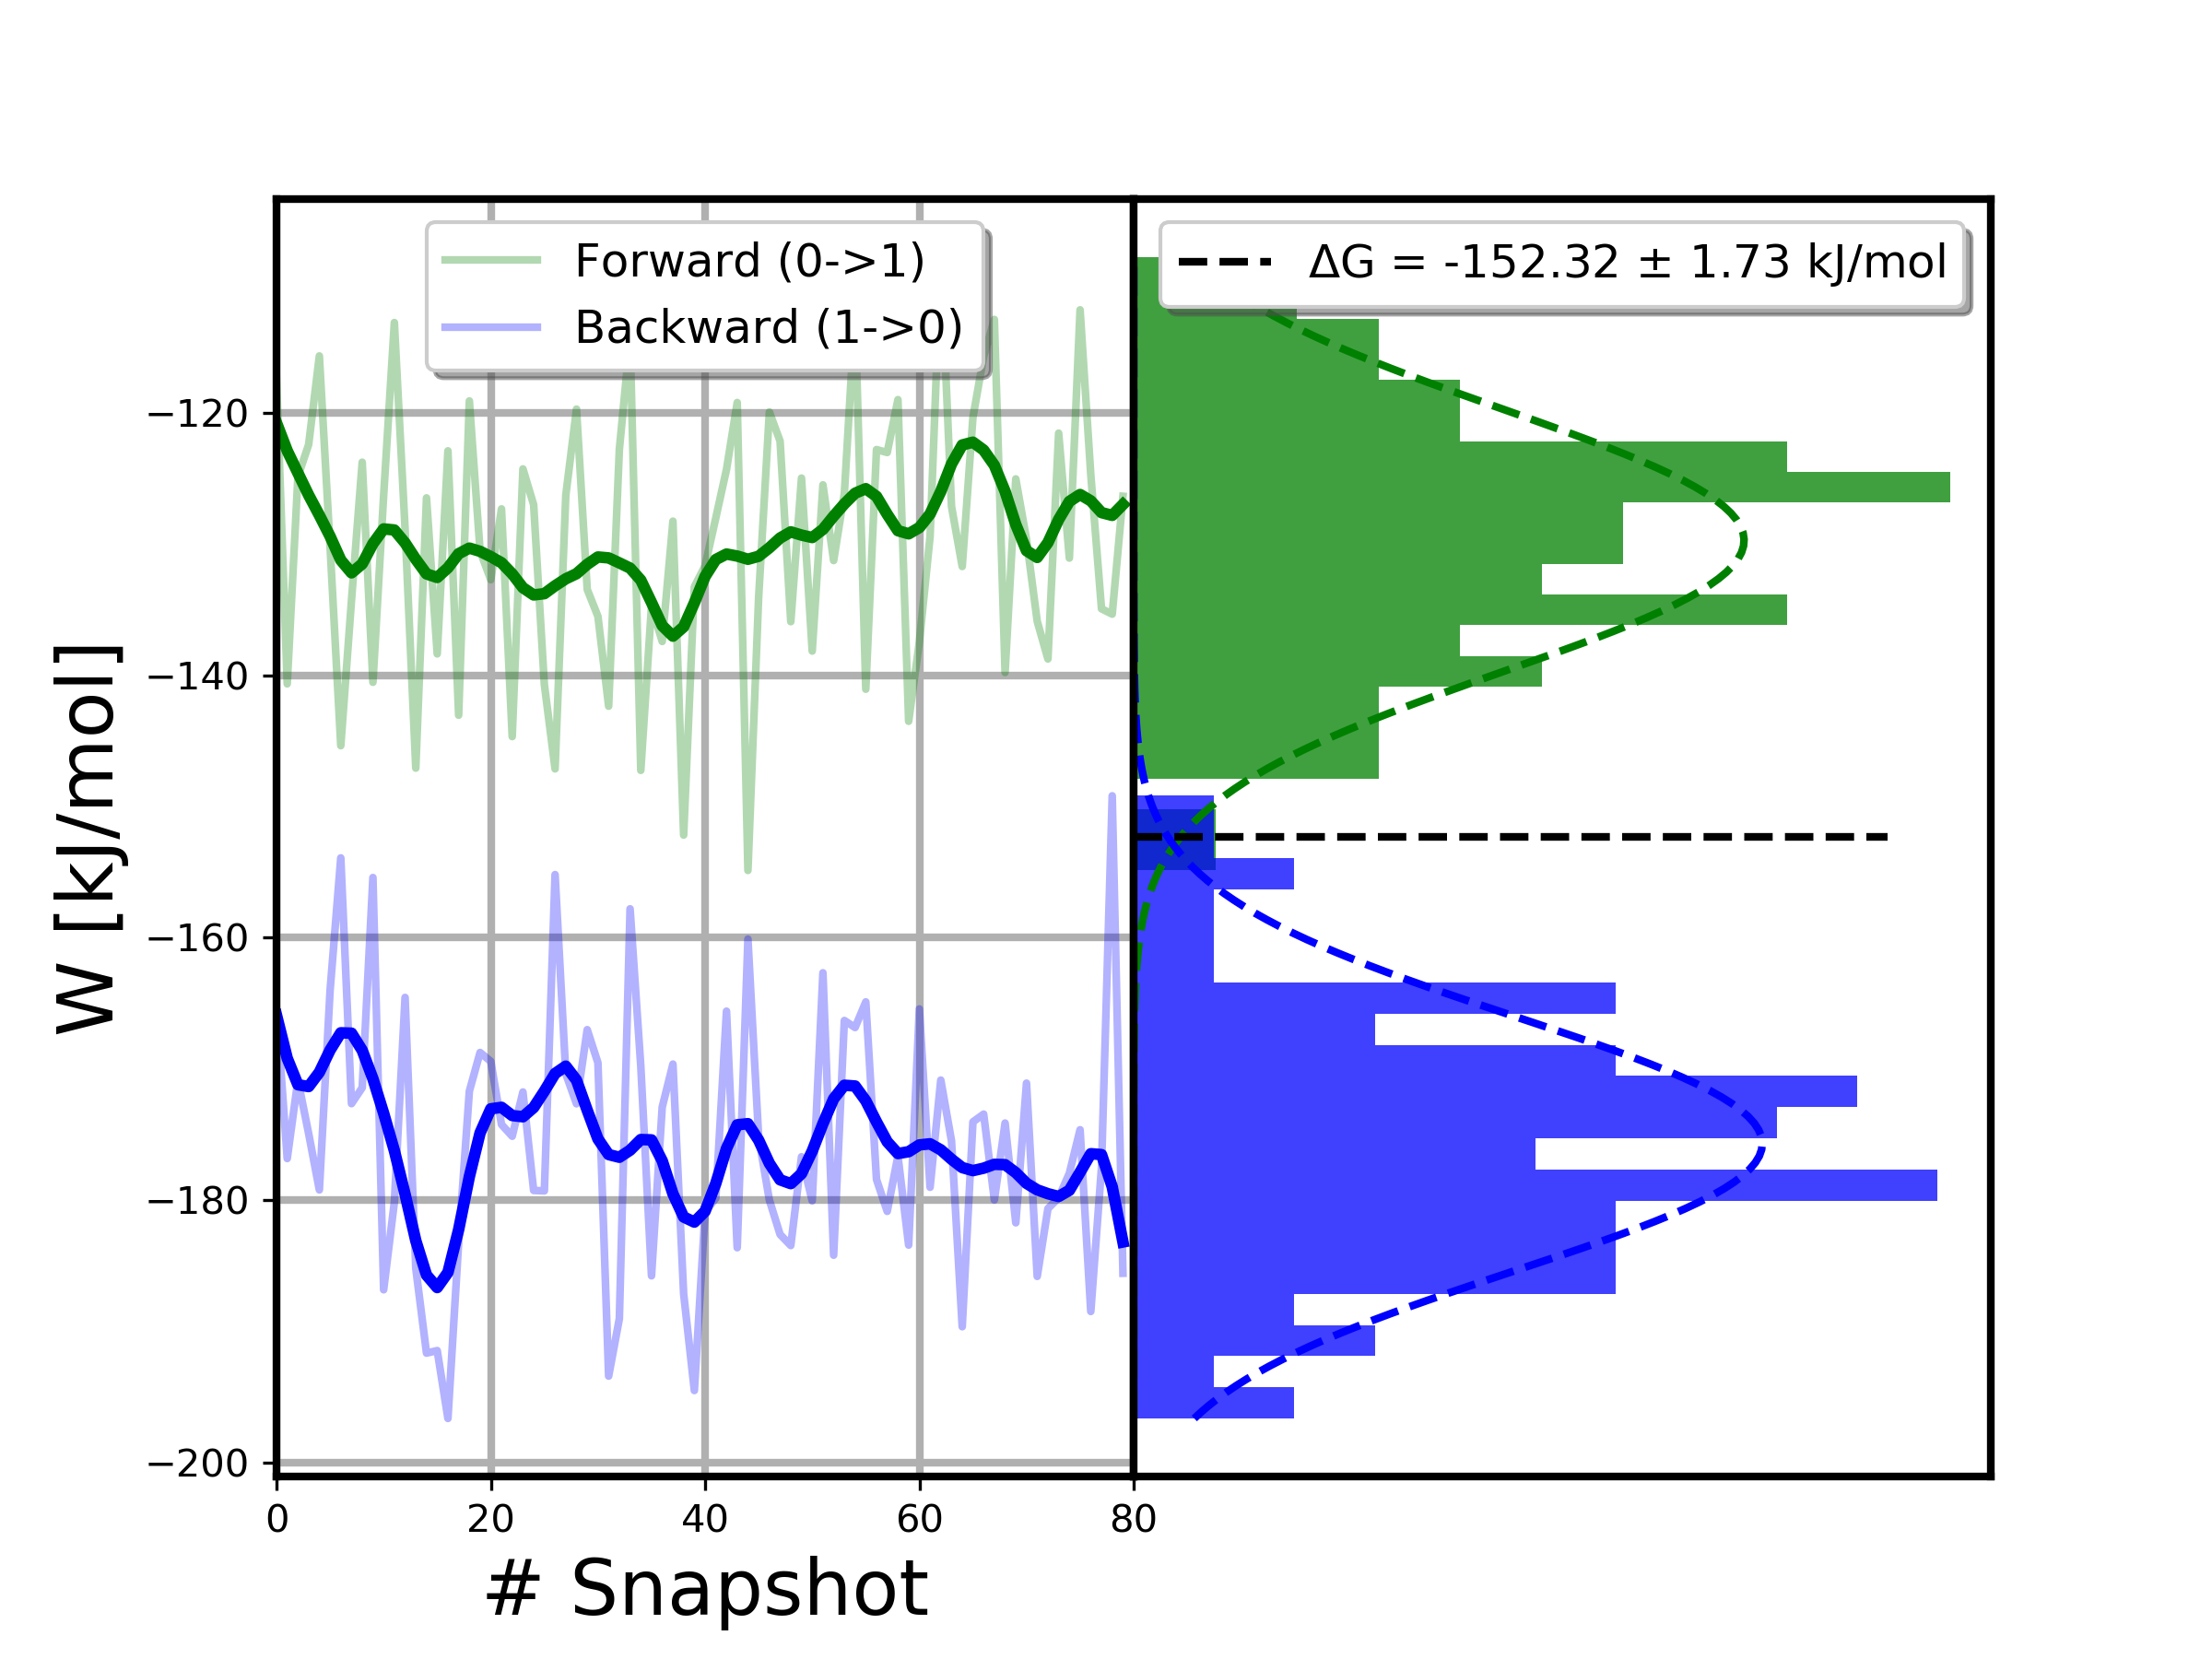 Forward (0->1)
Backward (1->0)
ΔG = -152.32 ± 1.73 kJ/mol
W [kJ/mol]
−120
−140
−160
−180
−200
0
20
40
60
80
# Snapshot